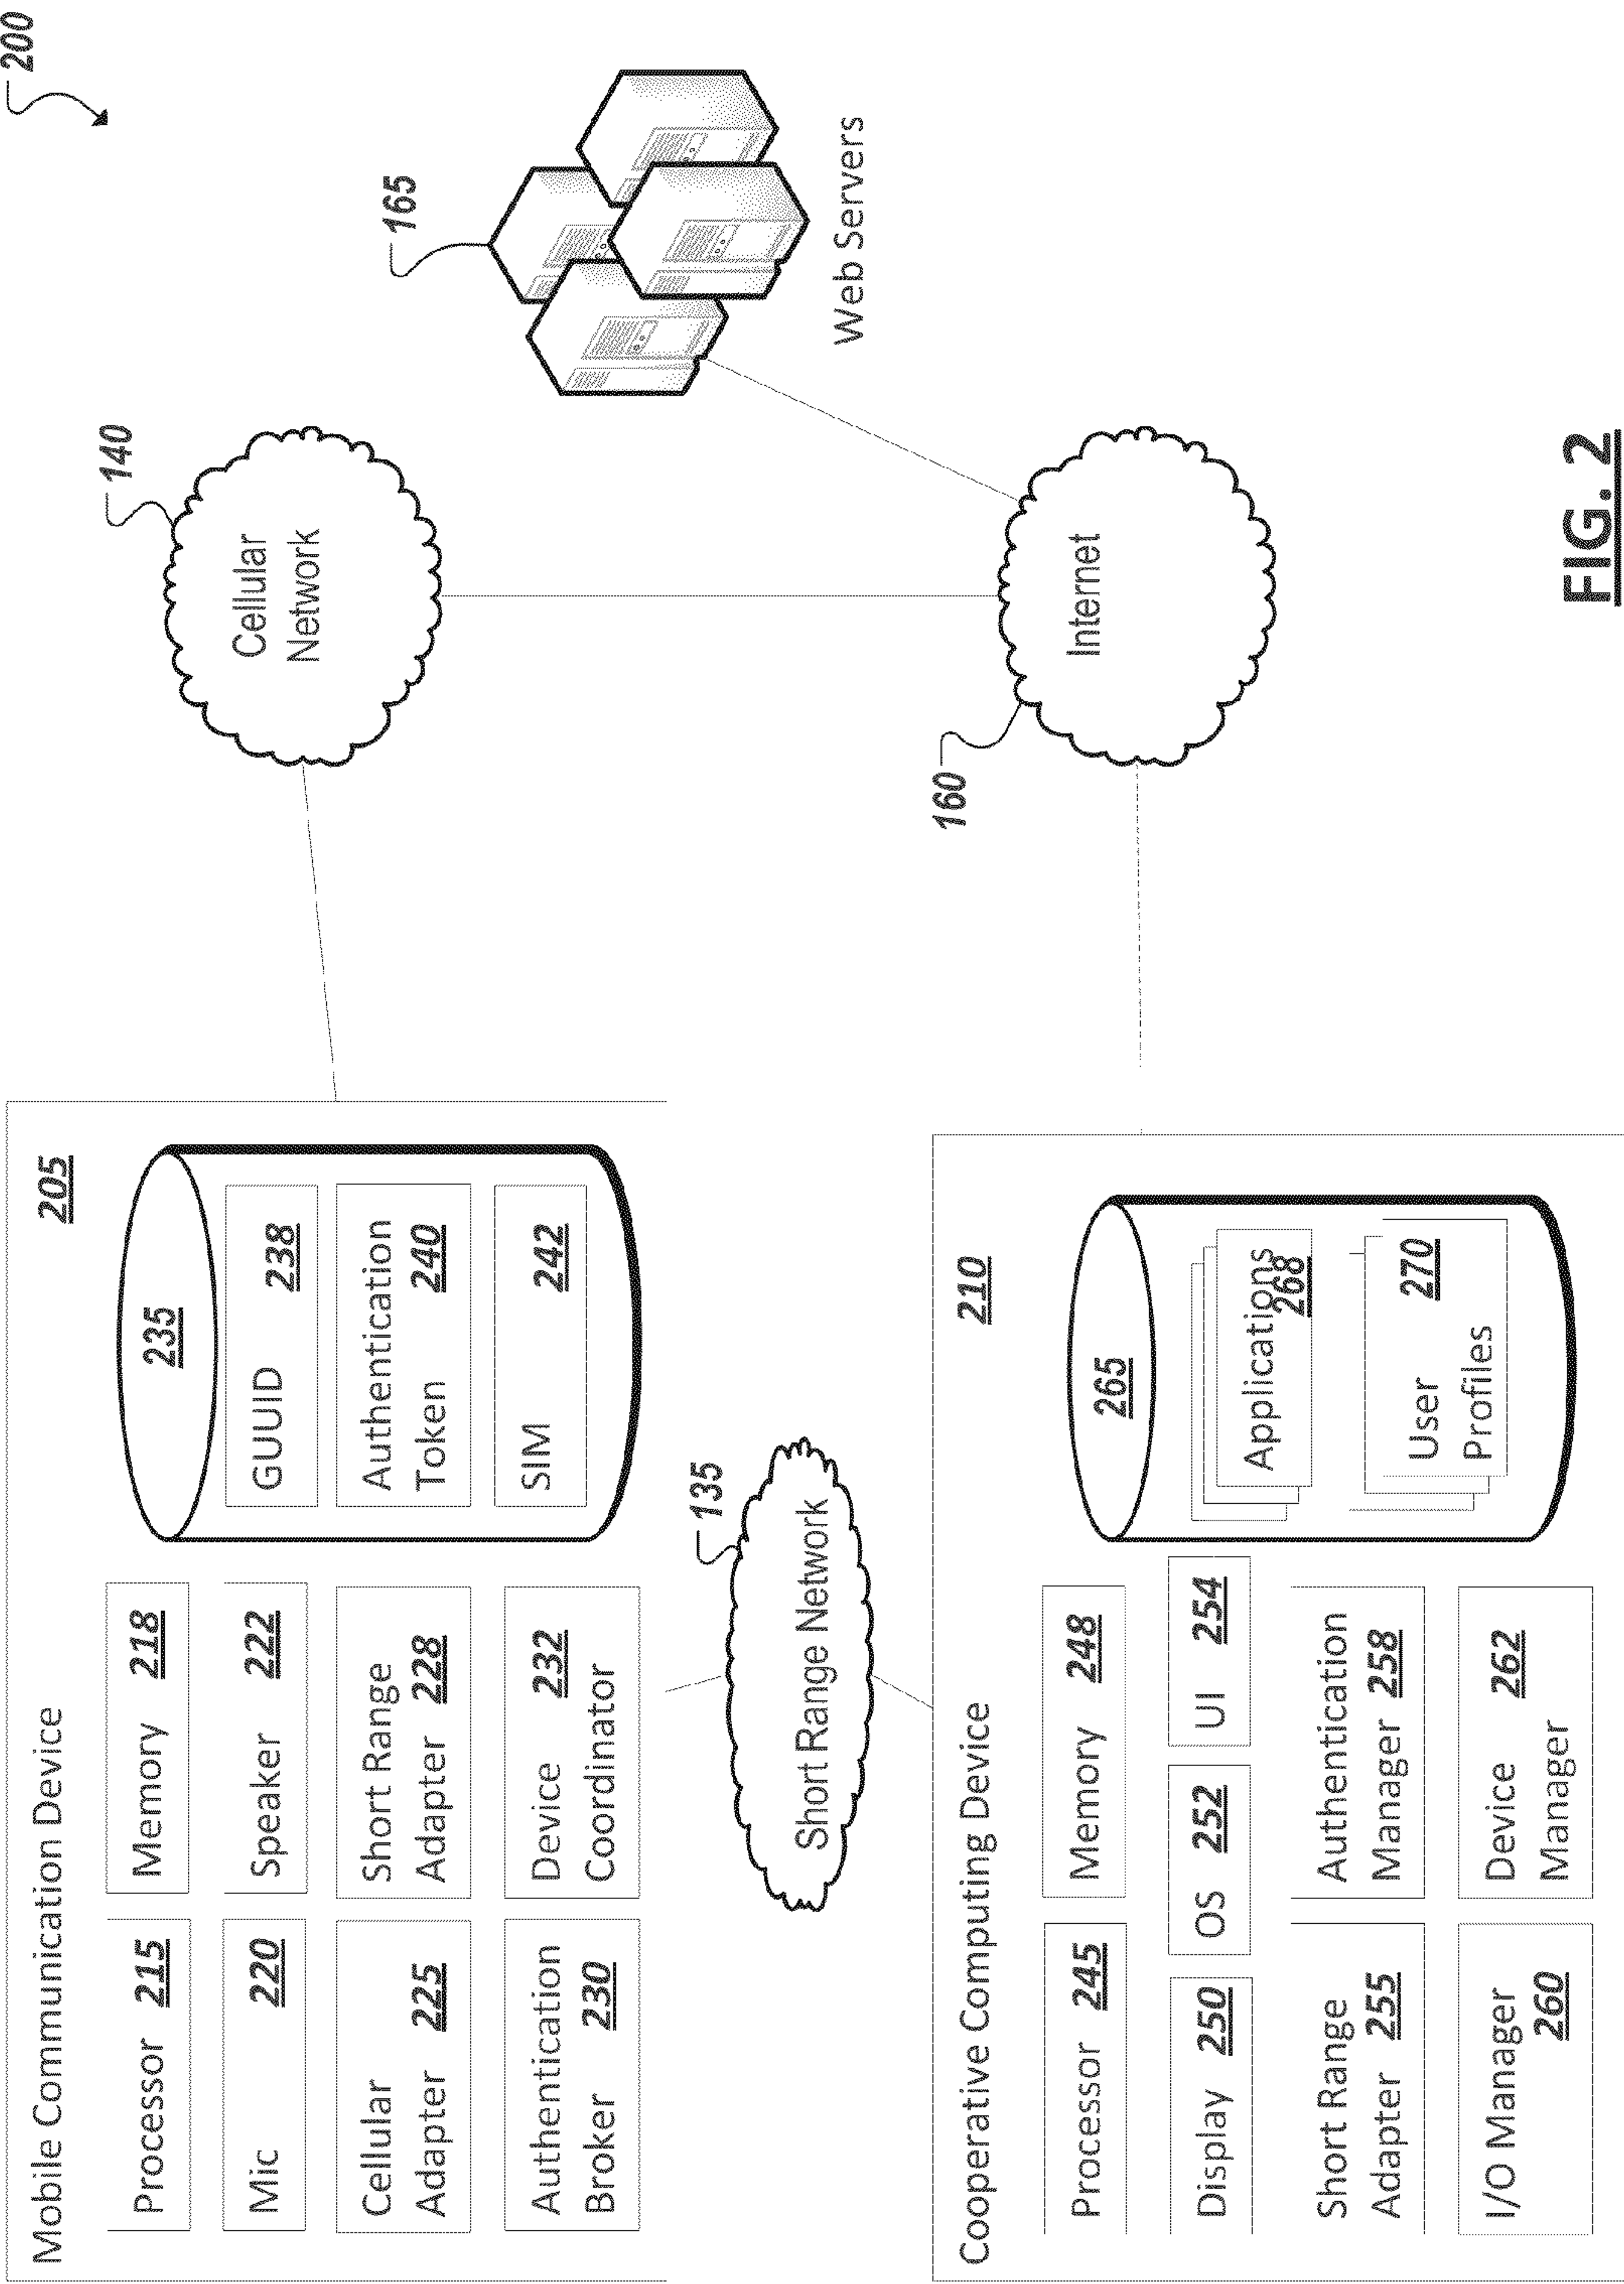 200
Mobile Communication Device
205
Processor 215
Memory 218
Mic 220
Speaker 222
Cellular
Adapter 225
Short Range
Adapter 228
Authentication
Broker 230
Device 232
Coordinator
235
GUUID 238
Authentication
Token 240
SIM 242
140
Cellular
Network
165
Web Servers
135
Short Range Network
160
Internet
Cooperative Computing Device
210
Processor 245
Memory 248
Display 250
OS 252
UI 254
Short Range
Adapter 255
Authentication
Manager 258
I/O Manager
260
Device 262
Manager
265
Applications
268
User 270
Profiles
FIG. 2